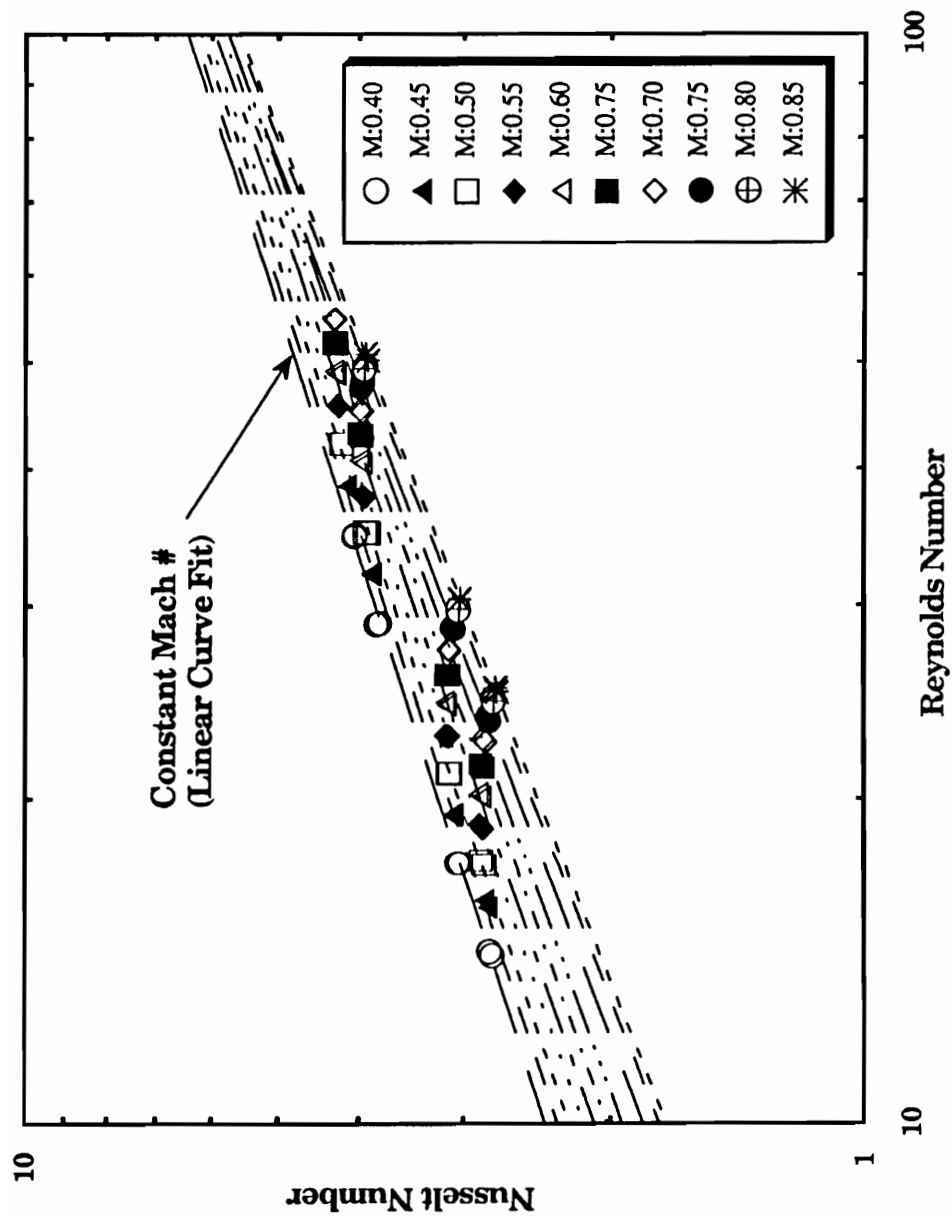 Constant Mach #
(Linear Curve Fit)
M:0.40
M:0.45
M:0.50
M:0.55
M:0.60
M:0.75
M:0.70
M:0.75
M:0.80
M:0.85
10
1
Nusselt Number
10
100
Reynolds Number